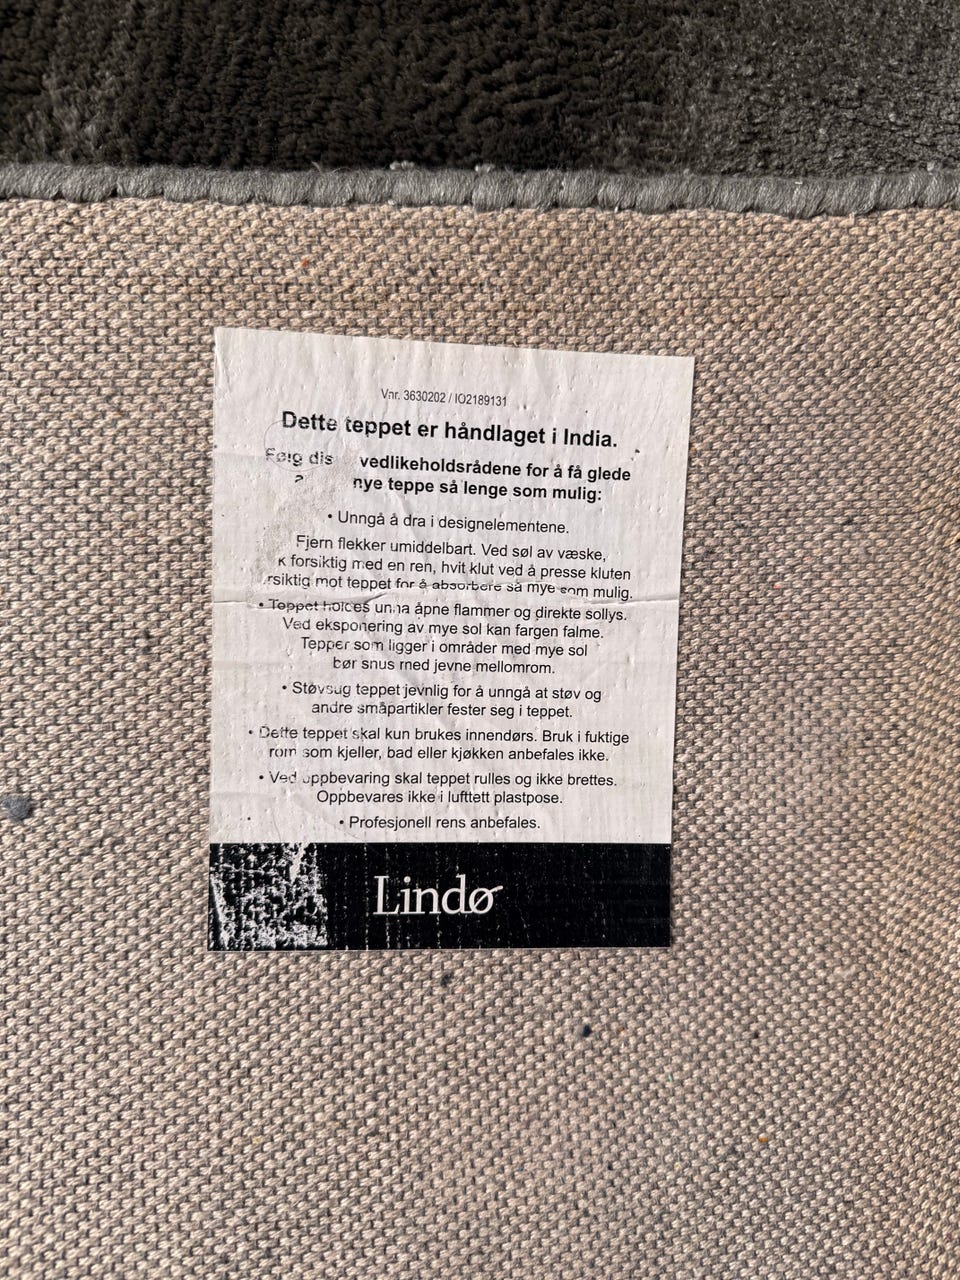 Vnr. 3630202 / IO2189131
Dette teppet er håndlaget i India.
Følg dis vedlikeholdsrådene for å få glede
nye teppe så lenge som mulig:
• Unngå å dra i designelementene.
Fjern flekker umiddelbart. Ved søl av væske,
k forsiktig med en ren, hvit klut ved å presse kluten
rsiktig mot teppet for å absorbere så mye som mulig.
• Teppet holdes unna åpne flammer og direkte sollys.
Ved eksponering av mye sol kan fargen falme.
Tepper som ligger i områder med mye sol
bør snus med jevne mellomrom.
• Støvsug teppet jevnlig for å unngå at støv og
andre småpartikler fester seg i teppet.
• Dette teppet skal kun brukes innendørs. Bruk i fuktige
rom som kjeller, bad eller kjøkken anbefales ikke.
• Ved oppbevaring skal teppet rulles og ikke brettes.
Oppbevares ikke i lufttett plastpose.
• Profesjonell rens anbefales.
Lindø